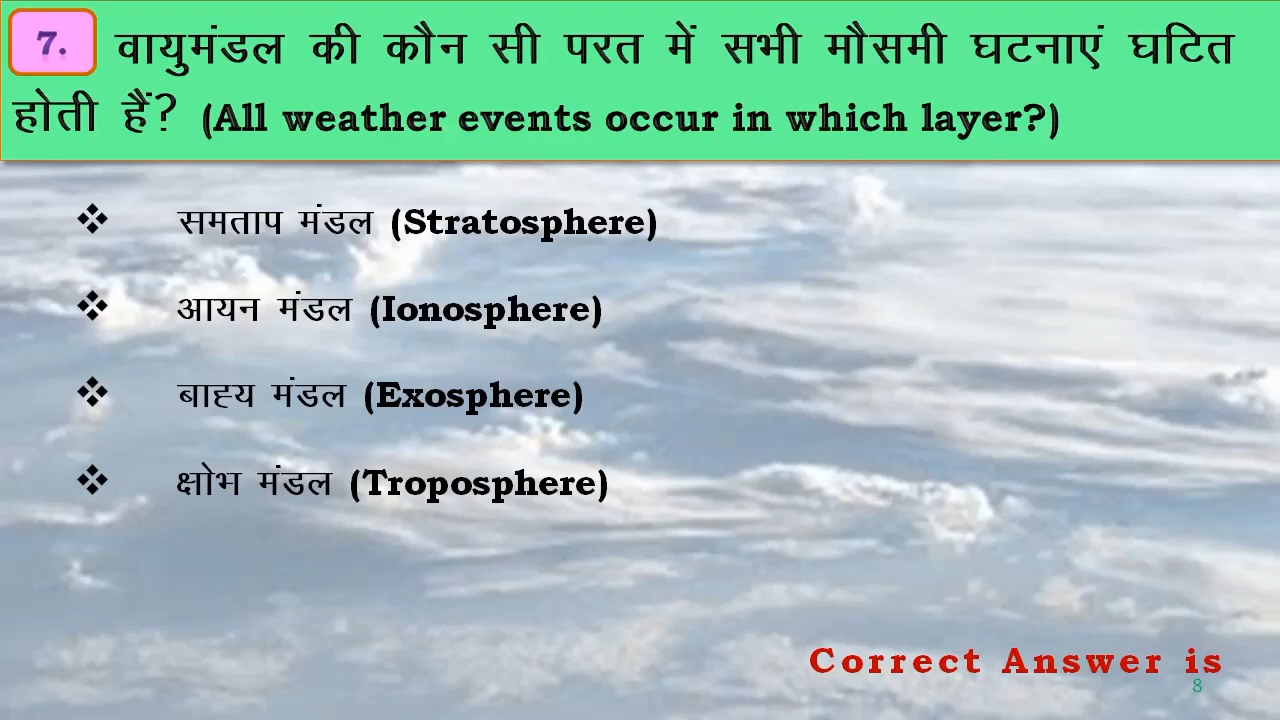 7. वायुमंडल की कौन सी परत में सभी मौसमी घटनाएं घटित
होती हैं? (All weather events occur in which layer?)
❖ समताप मंडल (Stratosphere)
❖ आयन मंडल (Ionosphere)
❖ बाह्य मंडल (Exosphere)
❖ क्षोभ मंडल (Troposphere)
Correct Answer is
8